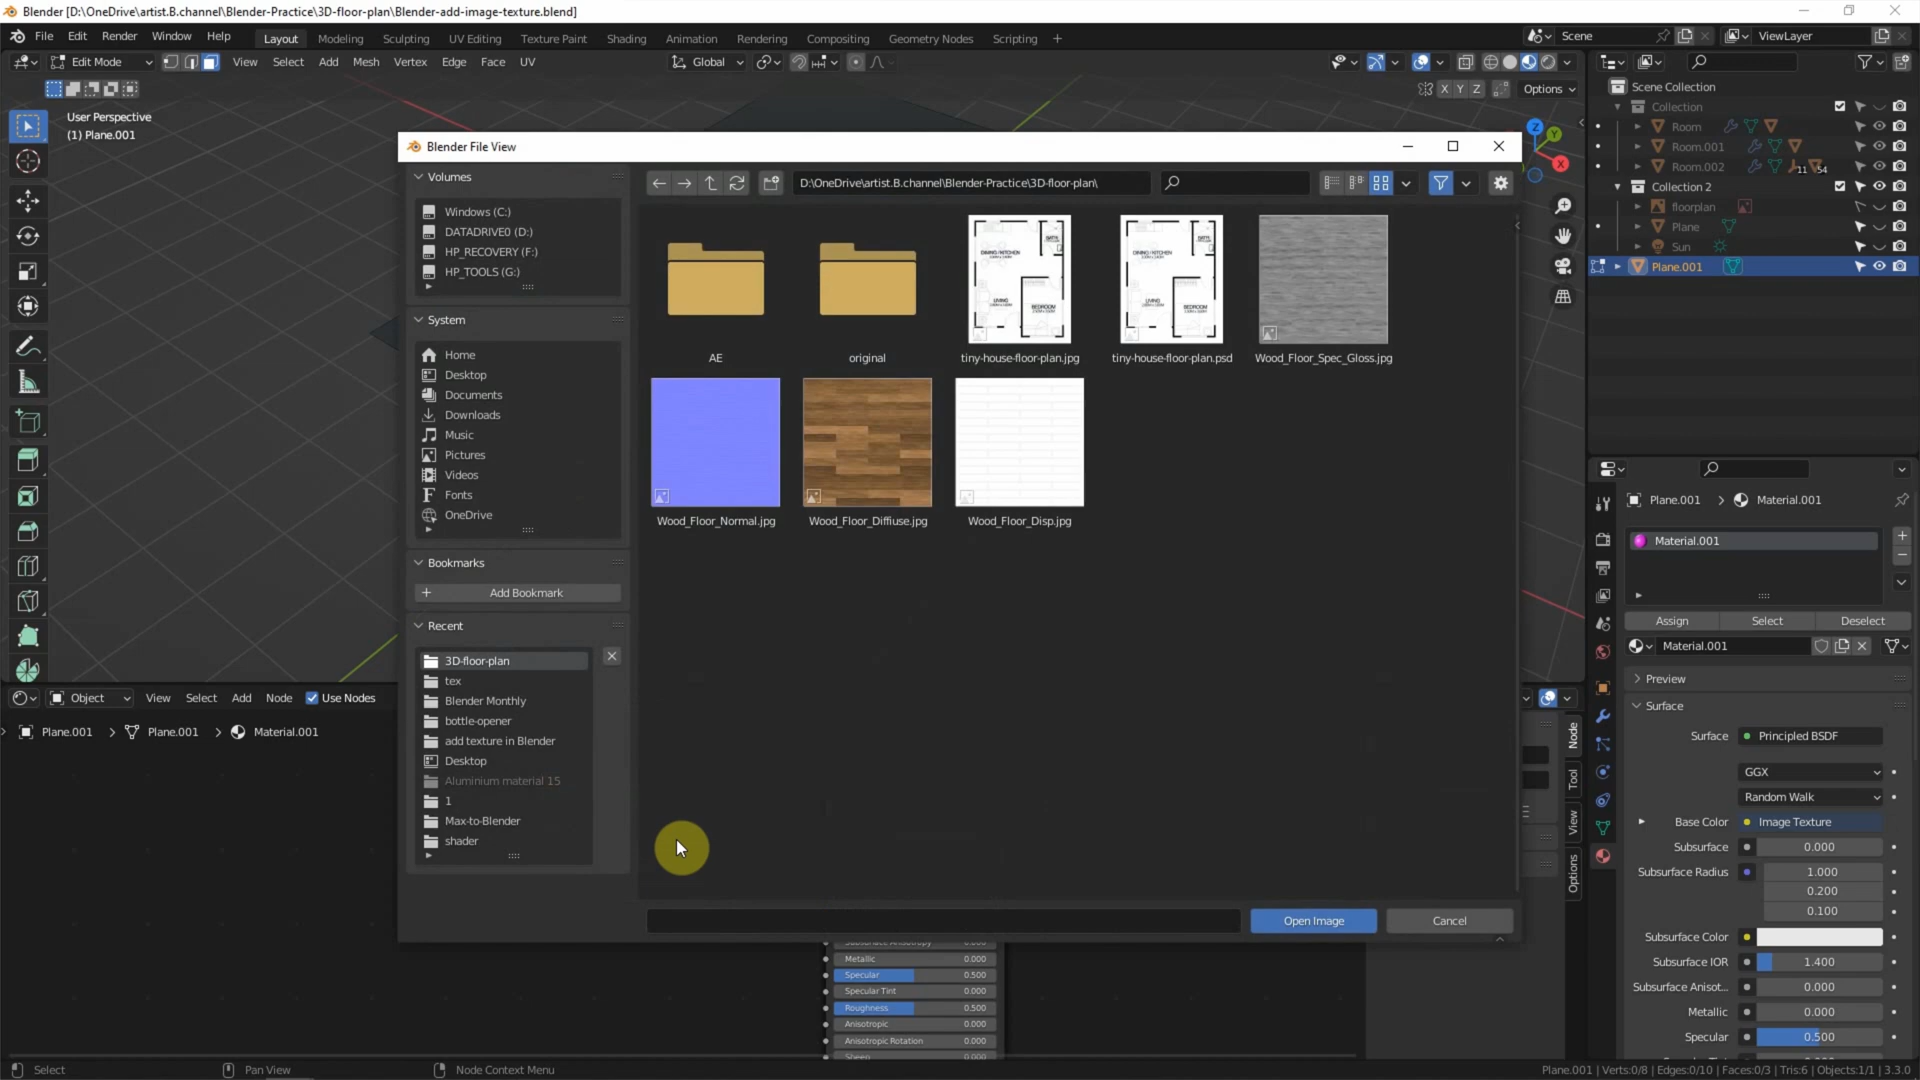 Blender [D:\OneDrive\artist.B.channel\Blender-Practice\3D-floor-plan\Blender-add-image-texture.blend]
File Edit Render Window Help Layout Modeling Sculpting UV Editing Texture Paint Shading Animation Rendering Compositing Geometry Nodes Scripting + Scene ViewLayer
Edit Mode View Select Add Mesh Vertex Edge Face UV Global
X Y Z Options
User Perspective
(1) Plane.001
Z Y X
Scene Collection
Collection
Room
Room.001
Room.002 11 54
Collection 2
floorplan
Plane
Sun
Plane.001
Blender File View
Volumes
Windows (C:)
DATADRIVE0 (D:)
HP_RECOVERY (F:)
HP_TOOLS (G:)
System
Home
Desktop
Documents
Downloads
Music
Pictures
Videos
Fonts
OneDrive
Bookmarks
Add Bookmark
Recent
3D-floor-plan
tex
Blender Monthly
bottle-opener
add texture in Blender
Desktop
Aluminium material 15
1
Max-to-Blender
shader
D:\OneDrive\artist.B.channel\Blender-Practice\3D-floor-plan\
BATH
DINING/KITCHEN
LIVING
BEDROOM
BATH
DINING/KITCHEN
LIVING
BEDROOM
AE original tiny-house-floor-plan.jpg tiny-house-floor-plan.psd Wood_Floor_Spec_Gloss.jpg
Wood_Floor_Normal.jpg Wood_Floor_Diffiuse.jpg Wood_Floor_Disp.jpg
Open Image Cancel
Object View Select Add Node Use Nodes
Plane.001 > Plane.001 > Material.001
Metallic 0.000
Specular 0.500
Specular Tint 0.000
Roughness 0.500
Anisotropic 0.000
Anisotropic Rotation 0.000
Node
Tool
View
Options
Plane.001 > Material.001
Material.001
Assign Select Deselect
Material.001
Preview
Surface
Surface Principled BSDF
GGX
Random Walk
Base Color Image Texture
Subsurface 0.000
Subsurface Radius 1.000
0.200
0.100
Subsurface Color
Subsurface IOR 1.400
Subsurface Anisot... 0.000
Metallic 0.000
Specular 0.500
Select Pan View Node Context Menu Plane.001 | Verts:0/8 | Edges:0/10 | Faces:0/3 | Tris:6 | Objects:1/1 | 3.3.0